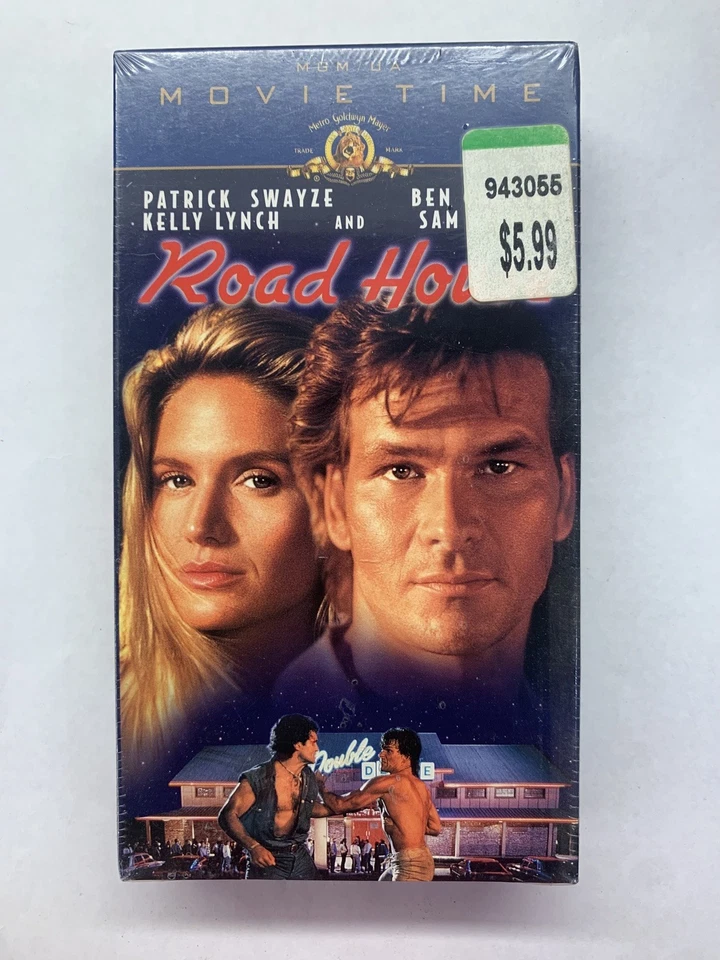 MGM/UA
MOVIE TIME
Metro Goldwyn Mayer
TRADE MARK
943055
$5.99
PATRICK SWAYZE BEN
KELLY LYNCH AND SAM
Road Hou
Double
D E